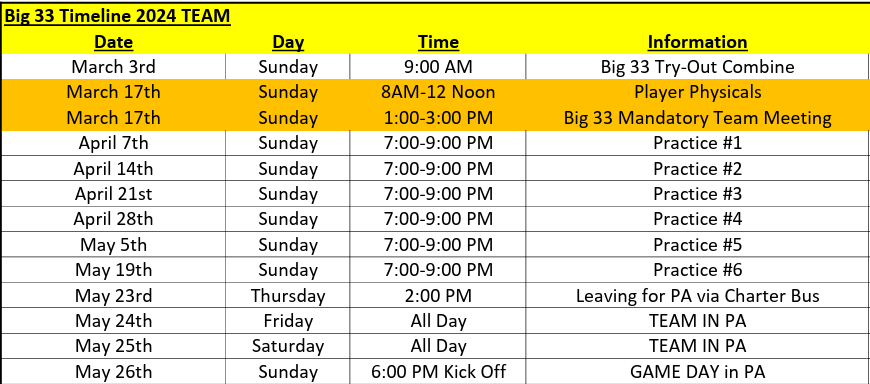 Big 33 Timeline 2024 TEAM
Date Day Time Information
March 3rd Sunday 9:00 AM Big 33 Try-Out Combine
March 17th Sunday 8AM-12 Noon Player Physicals
March 17th Sunday 1:00-3:00 PM Big 33 Mandatory Team Meeting
April 7th Sunday 7:00-9:00 PM Practice #1
April 14th Sunday 7:00-9:00 PM Practice #2
April 21st Sunday 7:00-9:00 PM Practice #3
April 28th Sunday 7:00-9:00 PM Practice #4
May 5th Sunday 7:00-9:00 PM Practice #5
May 19th Sunday 7:00-9:00 PM Practice #6
May 23rd Thursday 2:00 PM Leaving for PA via Charter Bus
May 24th Friday All Day TEAM IN PA
May 25th Saturday All Day TEAM IN PA
May 26th Sunday 6:00 PM Kick Off GAME DAY in PA